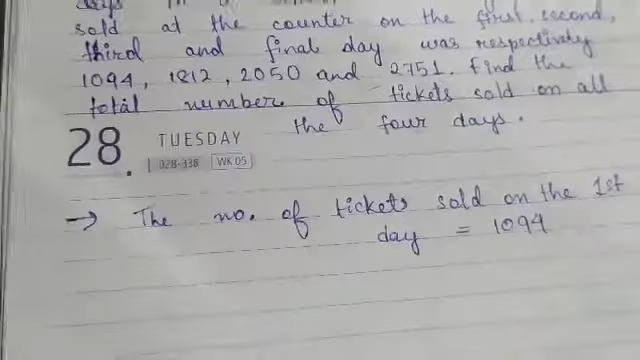 sold at the counter on the first, second,
third and final day was respectively
1094, 1812, 2050 and 2751. Find the
total number of tickets sold on all
the four days.
28. TUESDAY
028-338 WK 05
→ The no. of tickets sold on the 1st
day = 1094